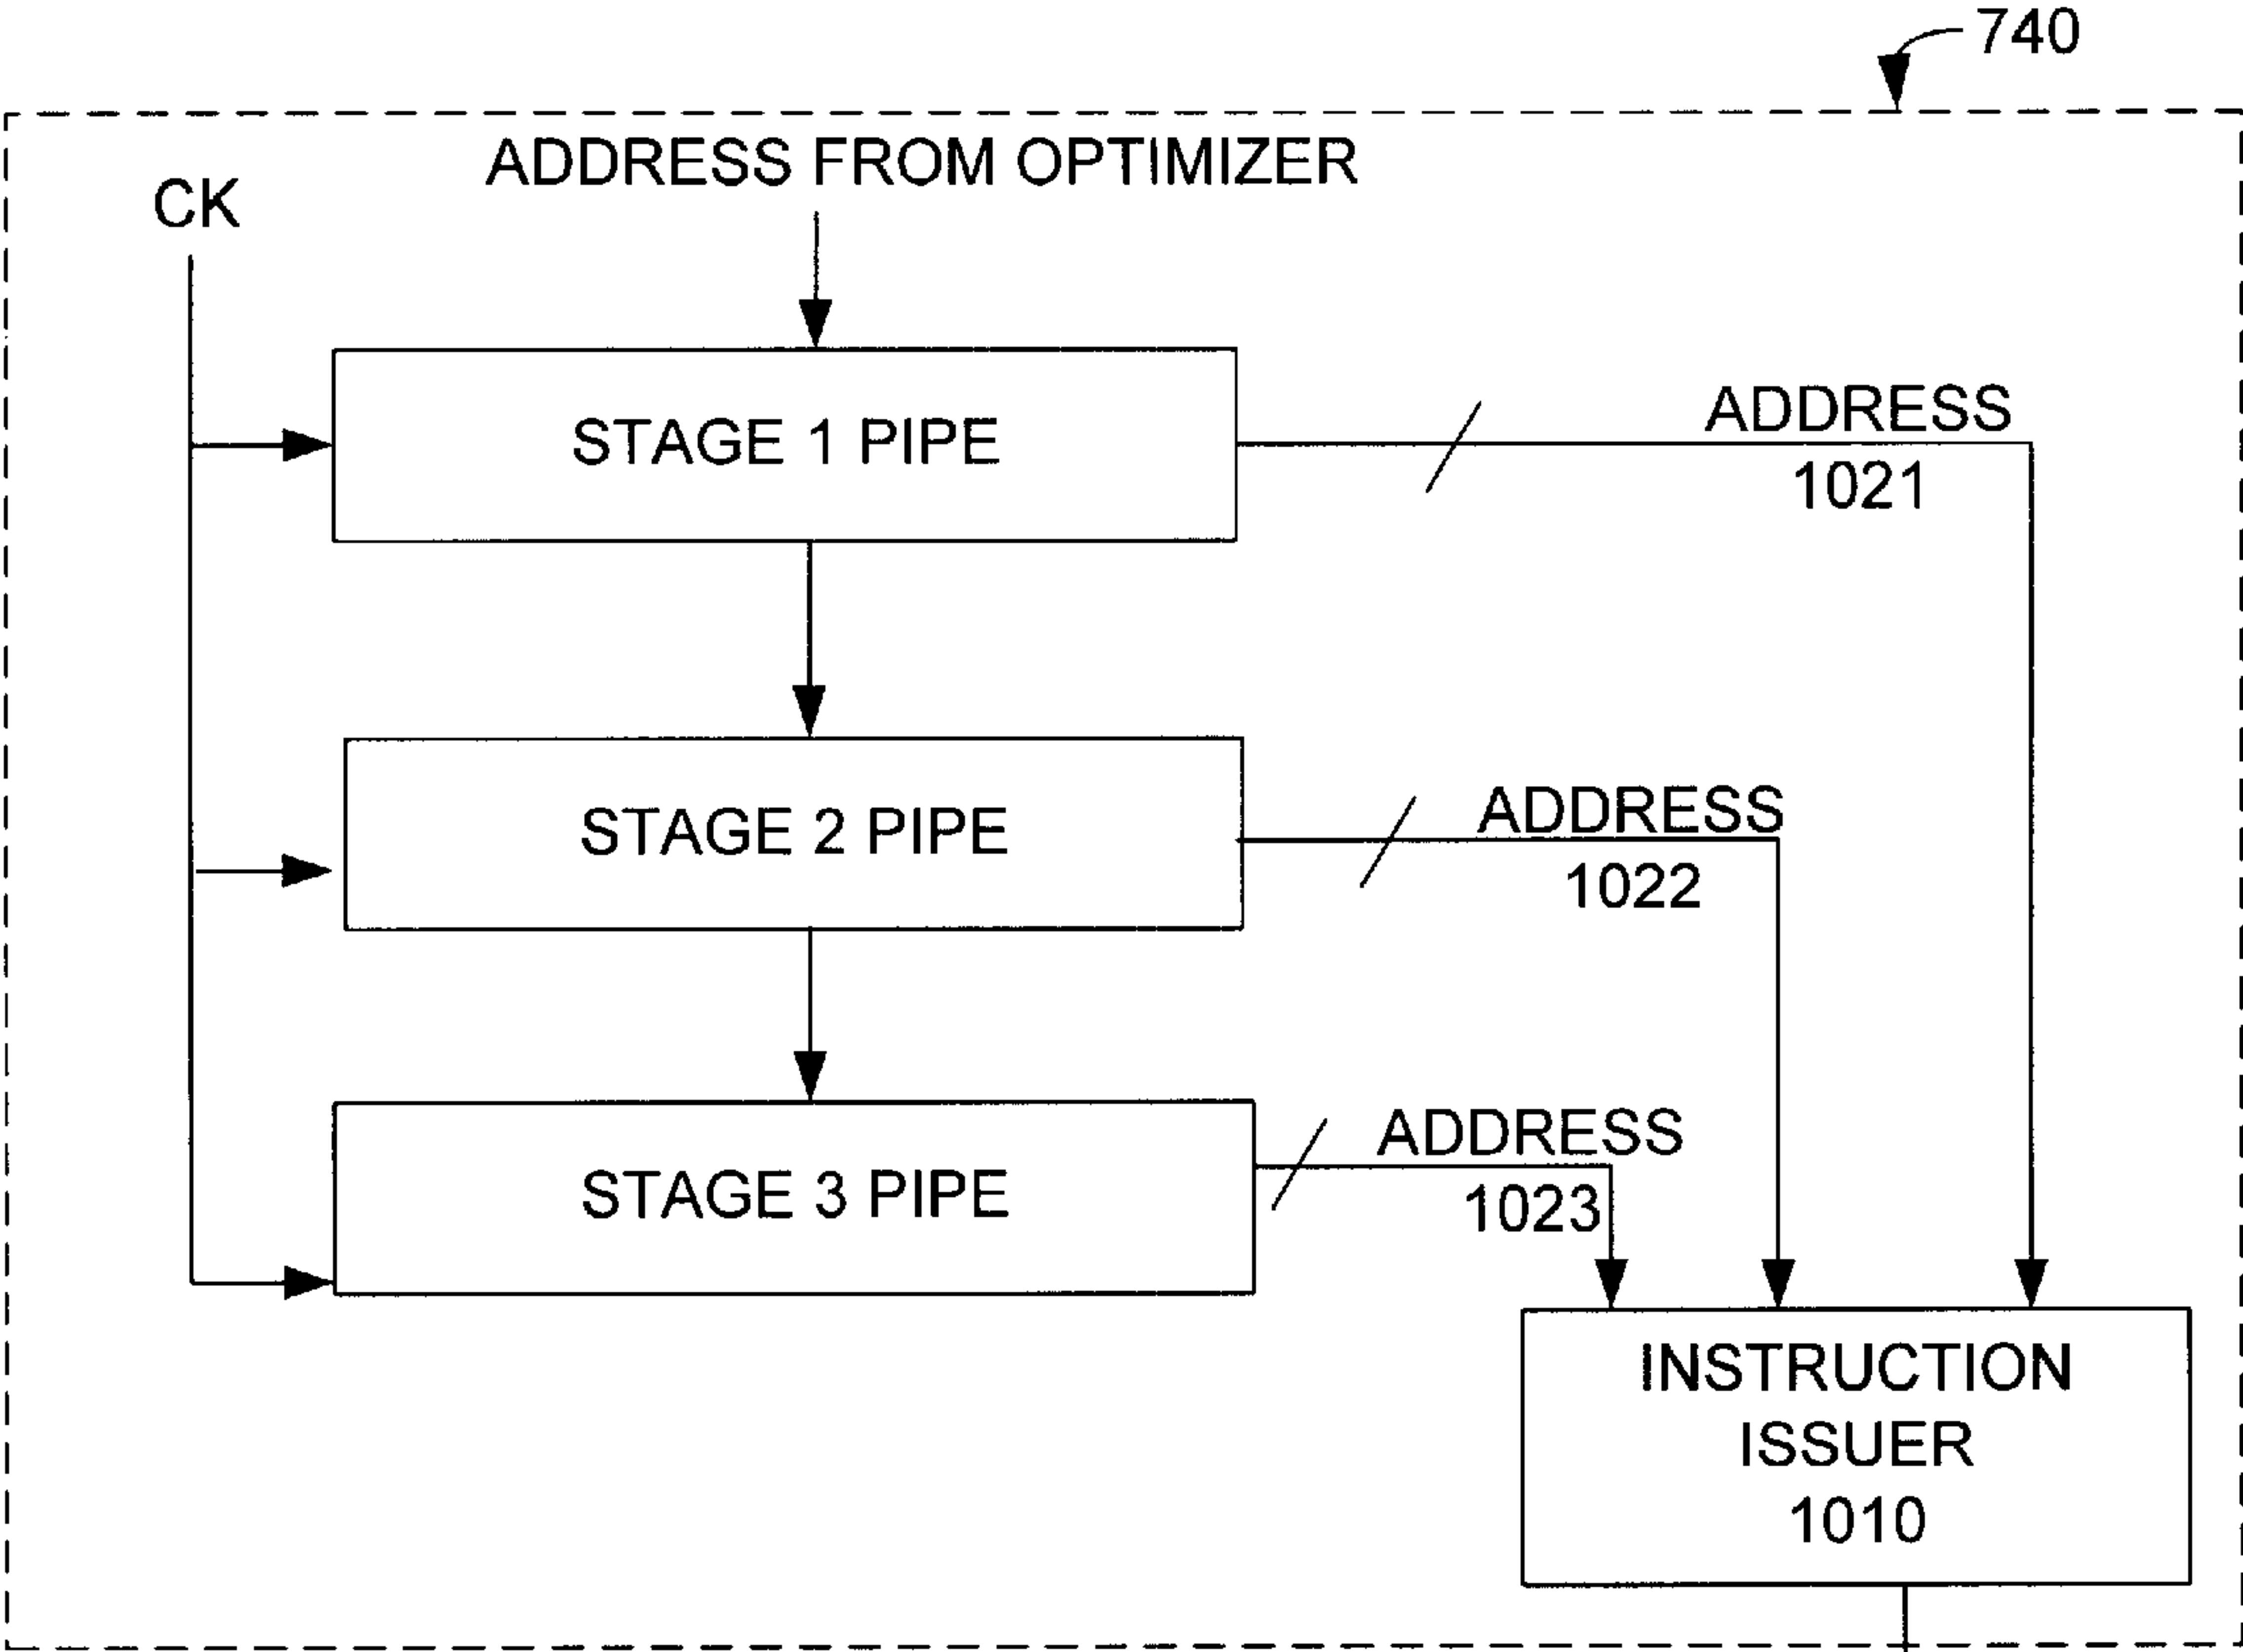 740
ADDRESS FROM OPTIMIZER
CK
STAGE 1 PIPE
ADDRESS
1021
STAGE 2 PIPE
ADDRESS
1022
STAGE 3 PIPE
ADDRESS
1023
INSTRUCTION
ISSUER
1010